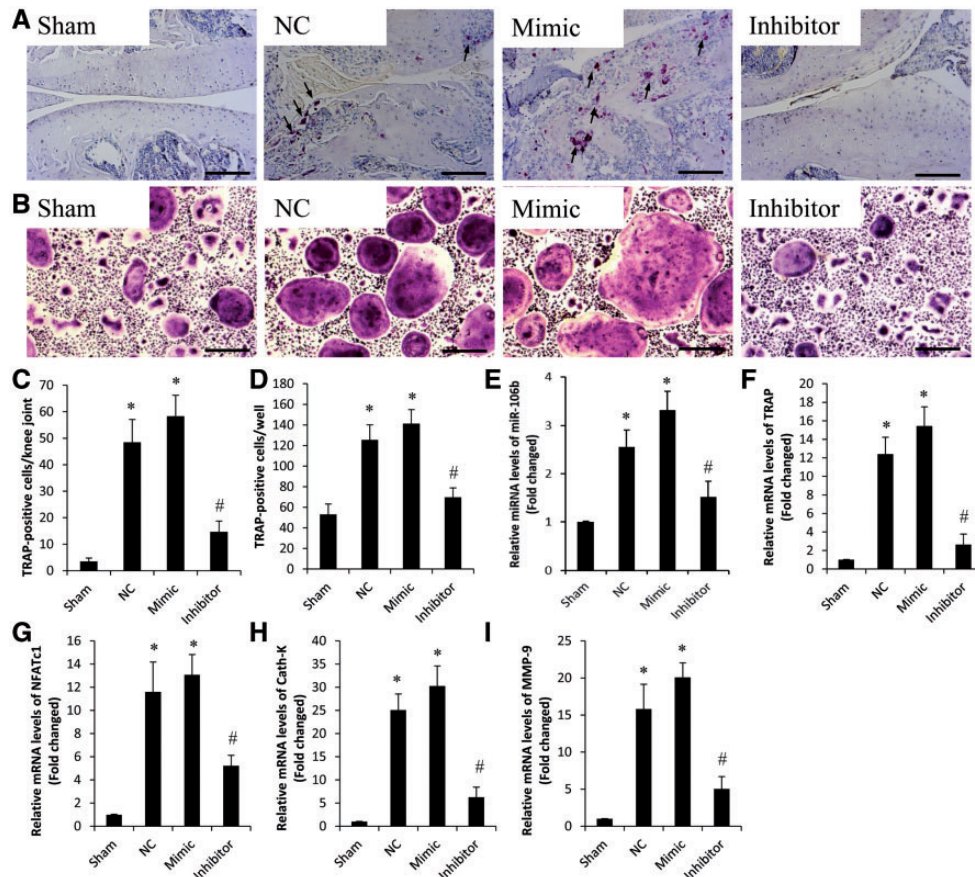 A
Sham
NC
Mimic
Inhibitor
B
Sham
NC
Mimic
Inhibitor
C
TRAP-positive cells/knee joint
80
70
60
50
40
30
20
10
0
*
*
#
Sham
NC
Mimic
Inhibitor
D
TRAP-positive cells/well
180
160
140
120
100
80
60
40
20
0
*
*
#
Sham
NC
Mimic
Inhibitor
E
Relative miRNA levels of miR-106b
(Fold changed)
4
3
2
1
0
*
*
#
Sham
NC
Mimic
Inhibitor
F
Relative mRNA levels of TRAP
(Fold changed)
20
18
16
14
12
10
8
6
4
2
0
*
*
#
Sham
NC
Mimic
Inhibitor
G
Relative mRNA levels of NFATc1
(Fold changed)
16
14
12
10
8
6
4
2
0
*
*
#
Sham
NC
Mimic
Inhibitor
H
Relative mRNA levels of Cath-K
(Fold changed)
40
35
30
25
20
15
10
5
0
*
*
#
Sham
NC
Mimic
Inhibitor
I
Relative mRNA levels of MMP-9
(Fold changed)
25
20
15
10
5
0
*
*
#
Sham
NC
Mimic
Inhibitor